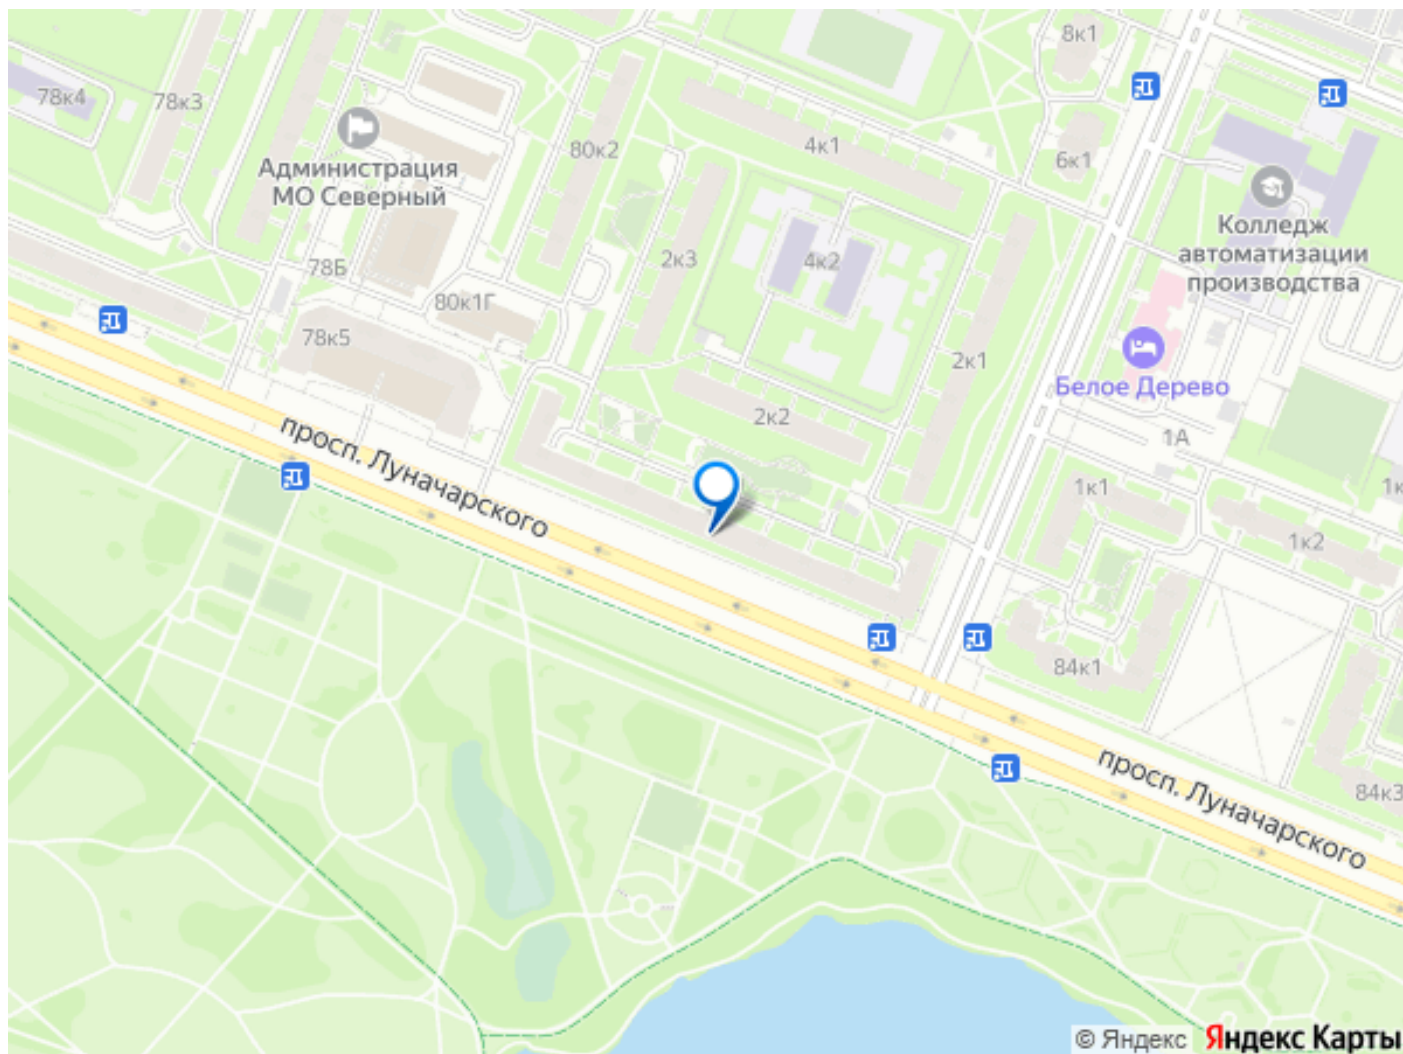 8к1
78к4
78к3
Администрация
МО Северный
80к2
4к1
6к1
Колледж
автоматизации
производства
2к3
4к2
78Б
80к1Г
78к5
2к1
Белое Дерево
2к2
1А
просп. Луначарского
1к1
1к
1к2
84к1
просп. Луначарского
84к3
© Яндекс Яндекс Карты